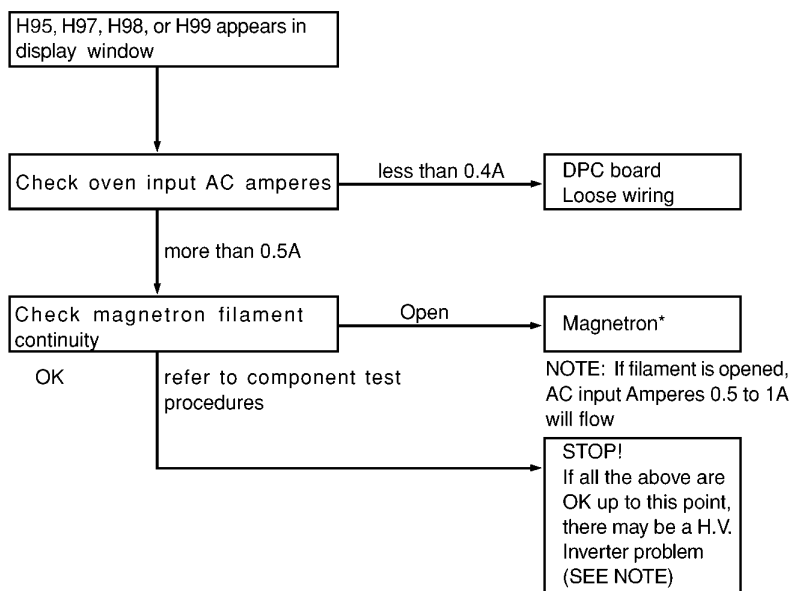 H95, H97, H98, or H99 appears in
display window
Check oven input AC amperes
less than 0.4A
DPC board
Loose wiring
more than 0.5A
Check magnetron filament
continuity
Open
Magnetron*
NOTE: If filament is opened,
AC input Amperes 0.5 to 1A
will flow
OK
refer to component test
procedures
STOP!
If all the above are
OK up to this point,
there may be a H.V.
Inverter problem
(SEE NOTE)